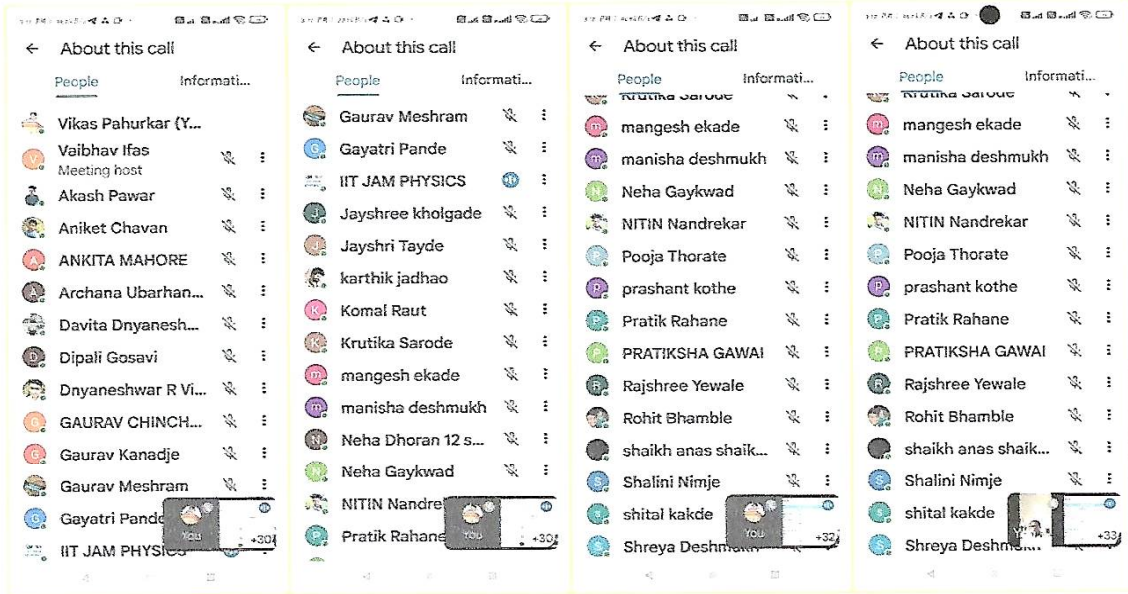 ← About this call
People Informati...
Vikas Pahurkar (Y...
V Vaibhav Ifas
Meeting host
Akash Pawar
Aniket Chavan
A ANKITA MAHORE
A Archana Ubarhan...
Davita Dnyanesh...
D Dipali Gosavi
Dnyaneshwar R Vi...
G GAURAV CHINCH...
G Gaurav Kanadje
Gaurav Meshram
G Gayatri Pande
IIT JAM PHYSICS
You +30
← About this call
People Informati...
Gaurav Meshram
G Gayatri Pande
IIT JAM PHYSICS
J Jayshree kholgade
J Jayshri Tayde
karthik jadhao
K Komal Raut
K Krutika Sarode
m mangesh ekade
m manisha deshmukh
N Neha Dhoran 12 s...
N Neha Gaykwad
NITIN Nandre
P Pratik Rahane
You +30
← About this call
People Informati...
Krutika Sarode
m mangesh ekade
m manisha deshmukh
N Neha Gaykwad
NITIN Nandrekar
P Pooja Thorate
P prashant kothe
P Pratik Rahane
P PRATIKSHA GAWAI
R Rajshree Yewale
Rohit Bhamble
shaikh anas shaik...
S Shalini Nimje
s shital kakde
S Shreya Deshmukh
You +32
← About this call
People Informati...
Krutika Sarode
m mangesh ekade
m manisha deshmukh
N Neha Gaykwad
NITIN Nandrekar
P Pooja Thorate
P prashant kothe
P Pratik Rahane
P PRATIKSHA GAWAI
R Rajshree Yewale
Rohit Bhamble
shaikh anas shaik...
S Shalini Nimje
s shital kakde
S Shreya Deshm
+33